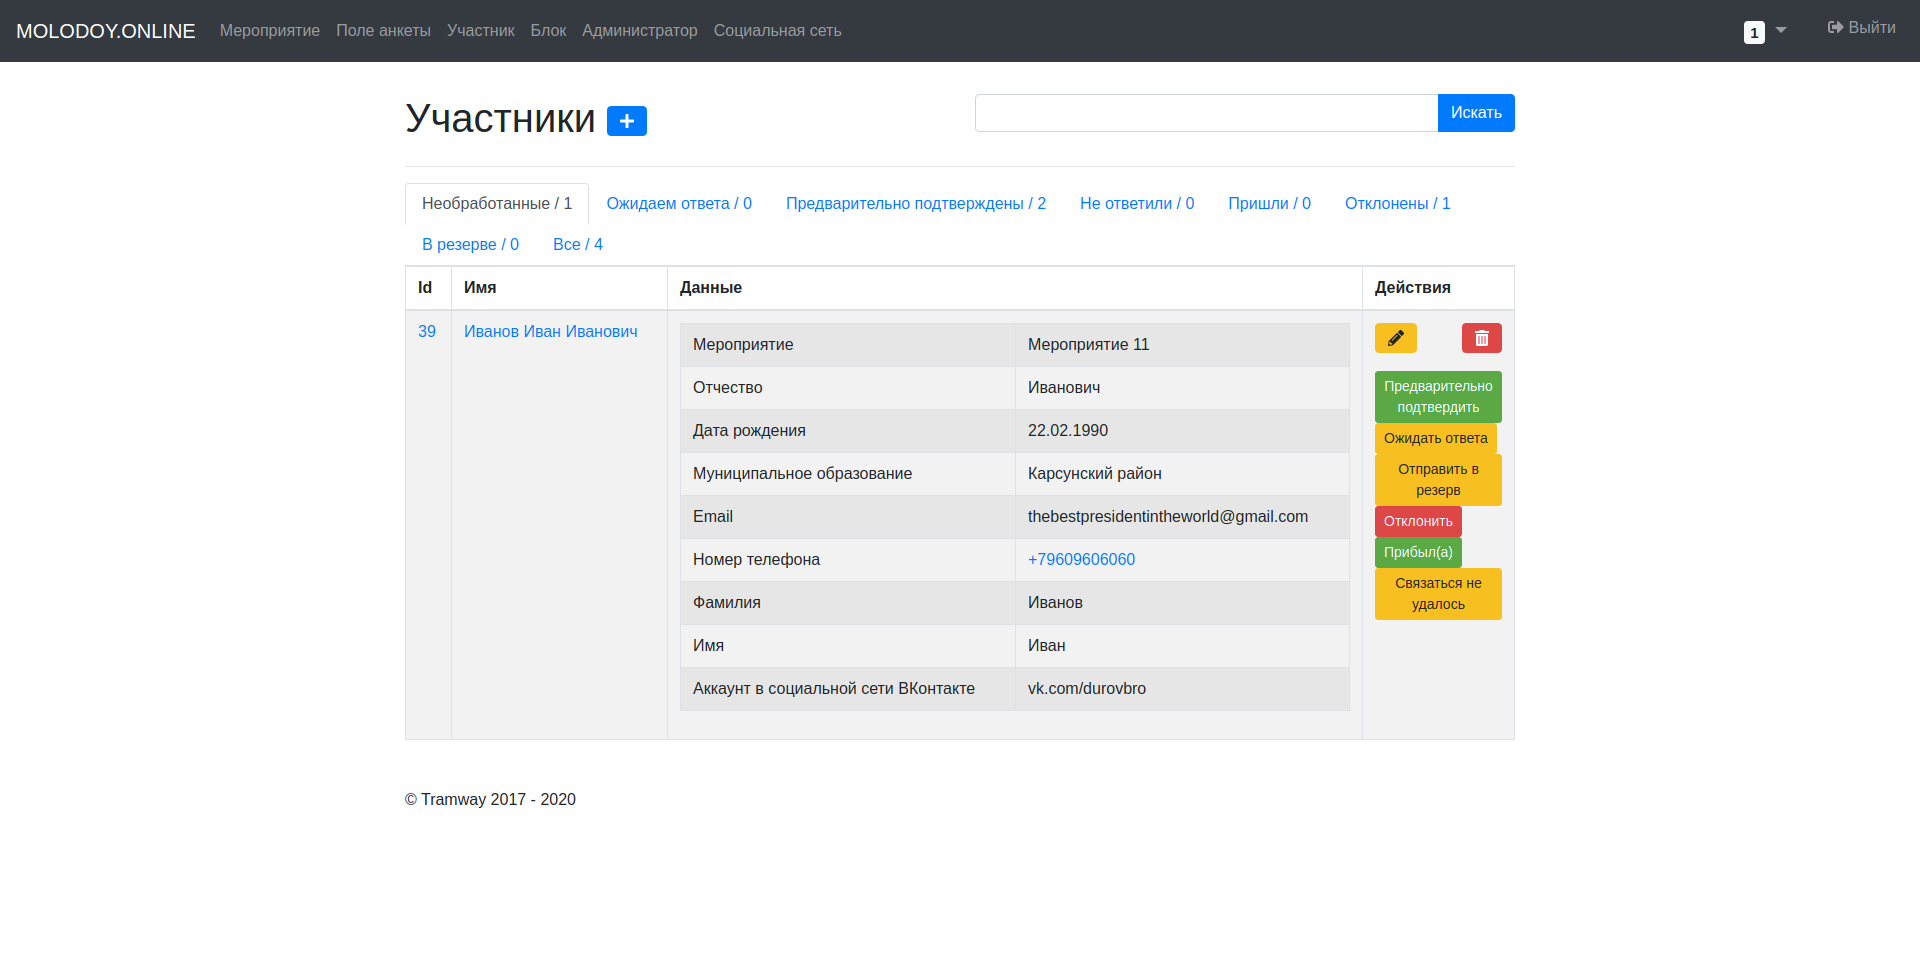 MOLODOY.ONLINE Мероприятие Поле анкеты Участник Блок Администратор Социальная сеть 1 Выйти
Участники Искать
Необработанные / 1 Ожидаем ответа / 0 Предварительно подтверждены / 2 Не ответили / 0 Пришли / 0 Отклонены / 1
В резерве / 0 Все / 4
Id Имя Данные Действия
39 Иванов Иван Иванович
Мероприятие Мероприятие 11
Отчество Иванович
Дата рождения 22.02.1990
Муниципальное образование Карсунский район
Email thebestpresidentintheworld@gmail.com
Номер телефона +79609606060
Фамилия Иванов
Имя Иван
Аккаунт в социальной сети ВКонтакте vk.com/durovbro
Предварительно
подтвердить
Ожидать ответа
Отправить в
резерв
Отклонить
Прибыл(а)
Связаться не
удалось
© Tramway 2017 - 2020